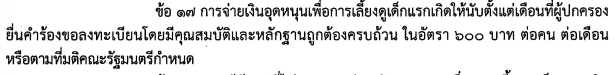 ข้อ ๑๗ การจ่ายเงินอุดหนุนเพื่อการเลี้ยงดูเด็กแรกเกิดให้นับตั้งแต่เดือนที่ผู้ปกครอง
ยื่นคำร้องขอลงทะเบียนโดยมีคุณสมบัติและหลักฐานถูกต้องครบถ้วน ในอัตรา ๖๐๐ บาท ต่อคน ต่อเดือน
หรือตามที่มติคณะรัฐมนตรีกำหนด